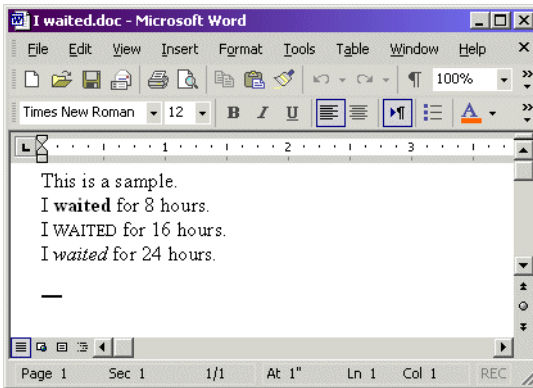 I waited.doc - Microsoft Word
File Edit View Insert Format Tools Table Window Help
100%
Times New Roman 12 B I U A
1 2 3
This is a sample.
I waited for 8 hours.
I WAITED for 16 hours.
I waited for 24 hours.
Page 1 Sec 1 1/1 At 1" Ln 1 Col 1 REC